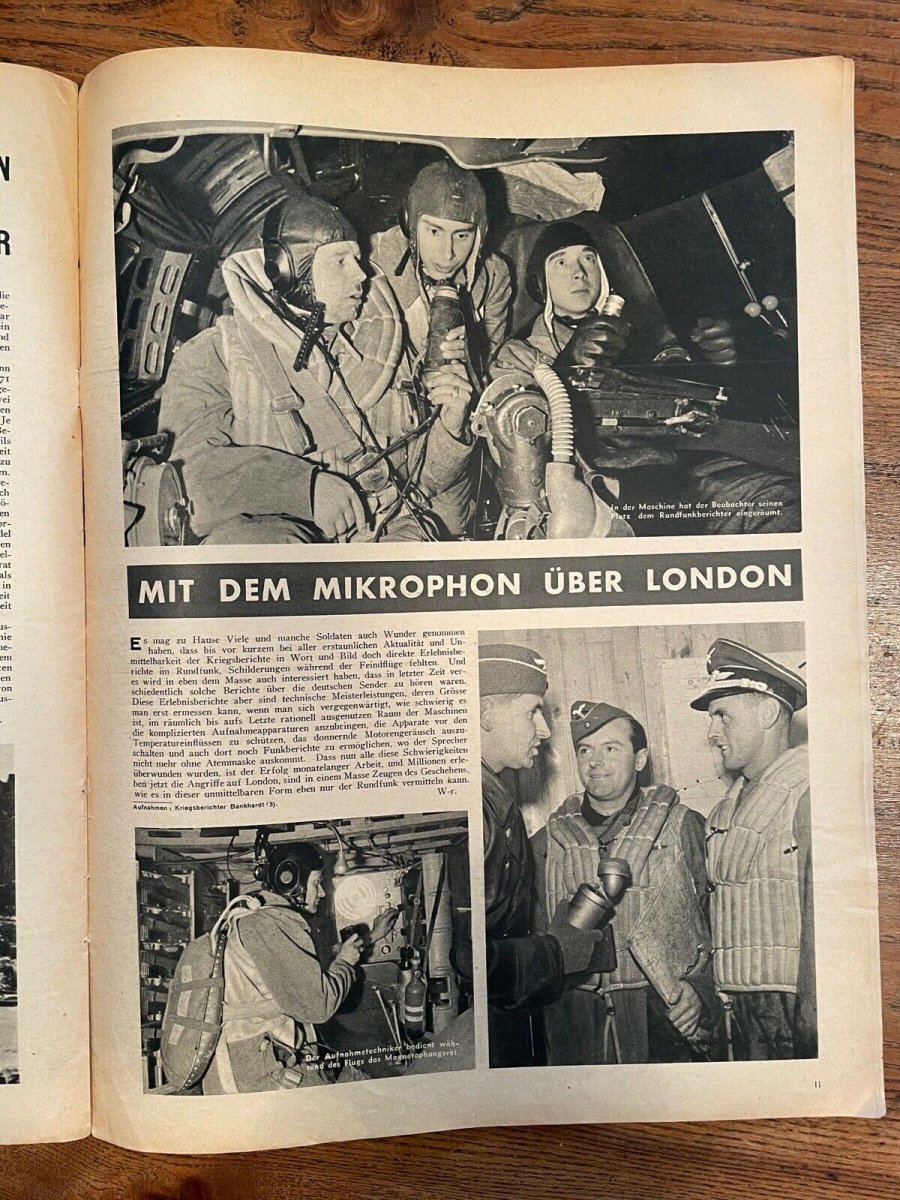 N
R
In der Maschine hat der Beobachter seinen
Platz dem Rundfunkberichter eingeräumt.
MIT DEM MIKROPHON ÜBER LONDON
Es mag zu Hause Viele und manche Soldaten auch Wunder genommen
haben, dass bis vor kurzem bei aller erstaunlichen Aktualität und Un-
mittelbarkeit der Kriegsberichte in Wort und Bild doch direkte Erlebnisbe-
richte im Rundfunk, Schilderungen während der Feindflüge fehlten. Und
es wird in eben dem Masse auch interessiert haben, dass in letzter Zeit ver-
schiedentlich solche Berichte über die deutschen Sender zu hören waren.
Diese Erlebnisberichte aber sind technische Meisterleistungen, deren Grösse
man erst ermessen kann, wenn man sich vergegenwärtigt, wie schwierig es
ist, im räumlich bis aufs Letzte rationell ausgenutzen Raum der Maschinen
die komplizierten Aufnahmeapparaturen anzubringen, die Apparate vor den
Temperatureinflüssen zu schützen, das donnernde Motorengeräusch auszu-
schalten und auch dort noch Funkberichte zu ermöglichen, wo der Sprecher
nicht mehr ohne Atemmaske auskommt. Dass nun alle diese Schwierigkeiten
überwunden wurden, ist der Erfolg monatelanger Arbeit, und Millionen erle-
ben jetzt die Angriffe auf London, sind in einem Masse Zeugen des Geschehens,
wie es in dieser unmittelbaren Form eben nur der Rundfunk vermitteln kann.
W-r.
Aufnahmen: Kriegsberichter Bankhardt (3).
Der Aufnahmetechniker bedient wäh-
rend des Flugs das Magnetophongerät.
11